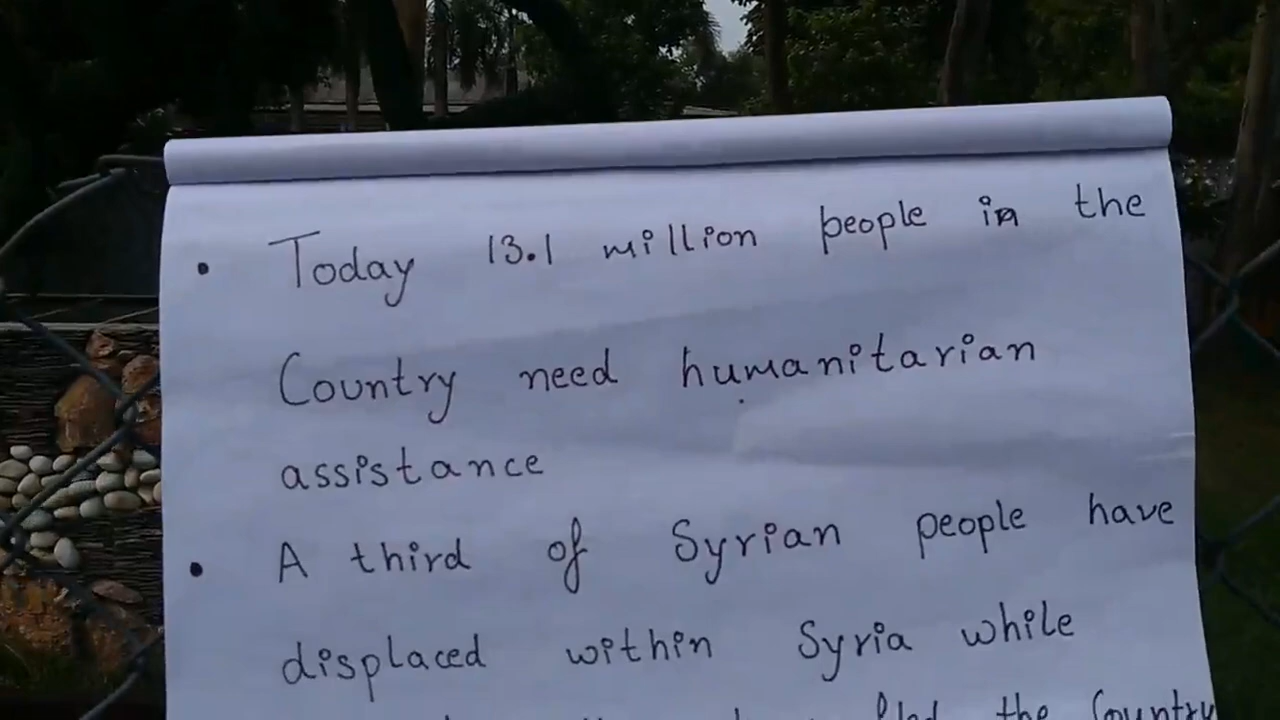 • Today 13.1 million people in the
Country need humanitarian
assistance
• A third of Syrian people have
displaced within Syria while
fled the Country